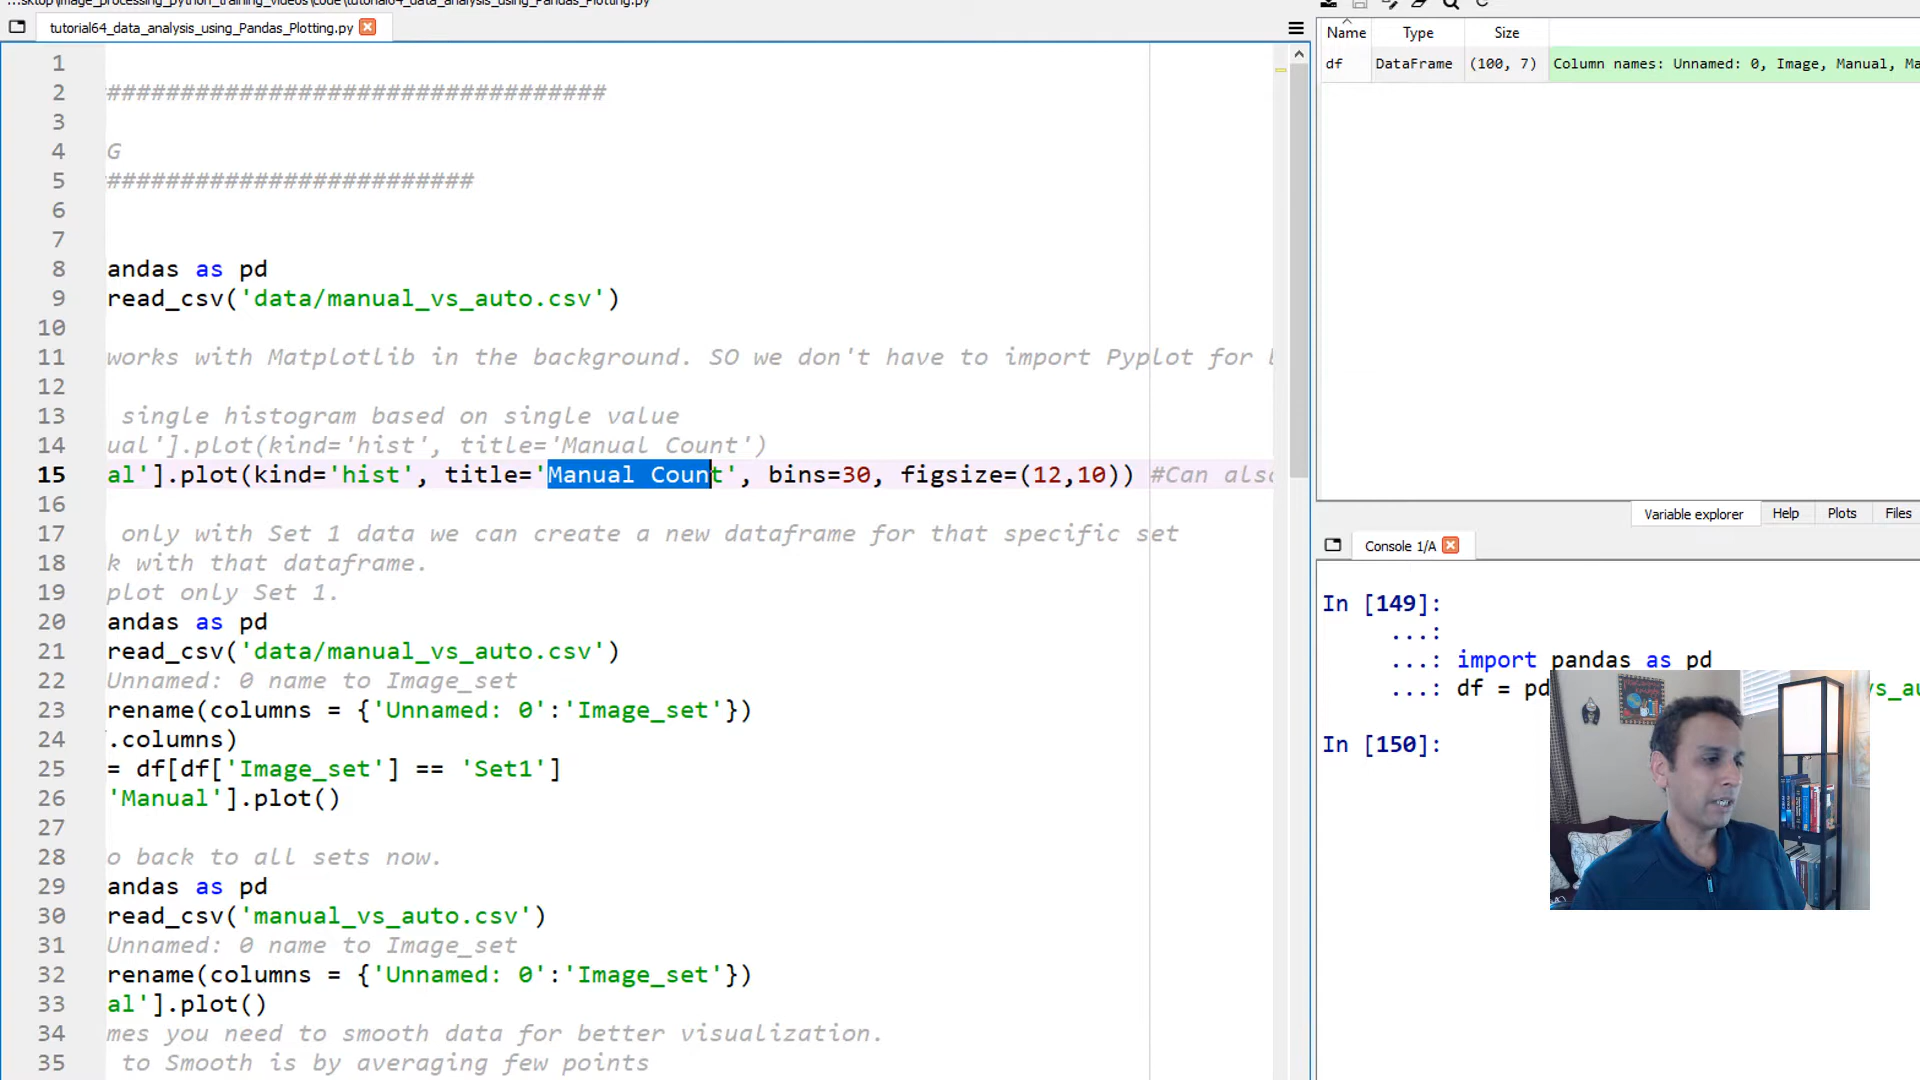 ...sktop\image_processing_python_training_videos\code\tutorial64_data_analysis_using_Pandas_Plotting.py
tutorial64_data_analysis_using_Pandas_Plotting.py
1
2 ##################################
3
4 G
5 #########################
6
7
8 andas as pd
9 read_csv('data/manual_vs_auto.csv')
10
11 works with Matplotlib in the background. SO we don't have to import Pyplot for b
12
13 single histogram based on single value
14 ual'].plot(kind='hist', title='Manual Count')
15 al'].plot(kind='hist', title='Manual Count', bins=30, figsize=(12,10)) #Can also
16
17 only with Set 1 data we can create a new dataframe for that specific set
18 k with that dataframe.
19 plot only Set 1.
20 andas as pd
21 read_csv('data/manual_vs_auto.csv')
22 Unnamed: 0 name to Image_set
23 rename(columns = {'Unnamed: 0':'Image_set'})
24 .columns)
25 = df[df['Image_set'] == 'Set1']
26 'Manual'].plot()
27
28 o back to all sets now.
29 andas as pd
30 read_csv('manual_vs_auto.csv')
31 Unnamed: 0 name to Image_set
32 rename(columns = {'Unnamed: 0':'Image_set'})
33 al'].plot()
34 mes you need to smooth data for better visualization.
35 to Smooth is by averaging few points
Name Type Size
df DataFrame (100, 7) Column names: Unnamed: 0, Image, Manual, Ma
Variable explorer Help Plots Files
Console 1/A
In [149]:
...:
...: import pandas as pd
...: df = pd vs_au
In [150]: